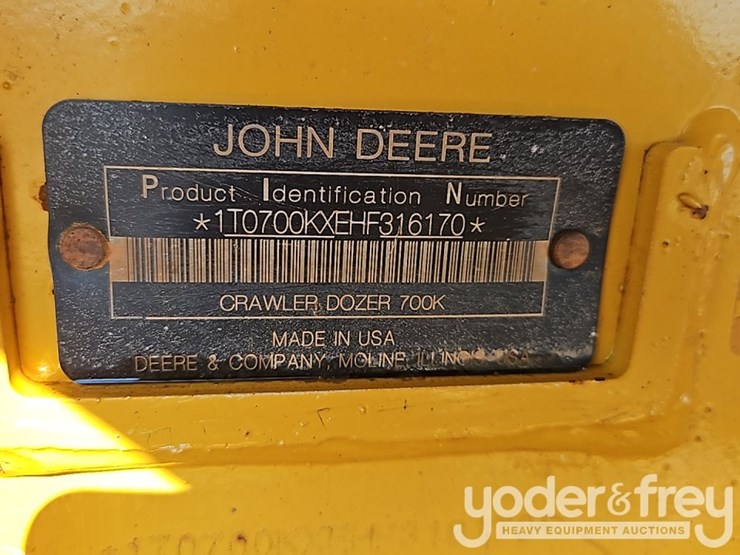 JOHN DEERE
Product Identification Number
*1T0700KXEHF316170*
CRAWLER DOZER 700K
MADE IN USA
DEERE & COMPANY, MOLINE, ILLINOIS, USA
yoder&frey
HEAVY EQUIPMENT AUCTIONS